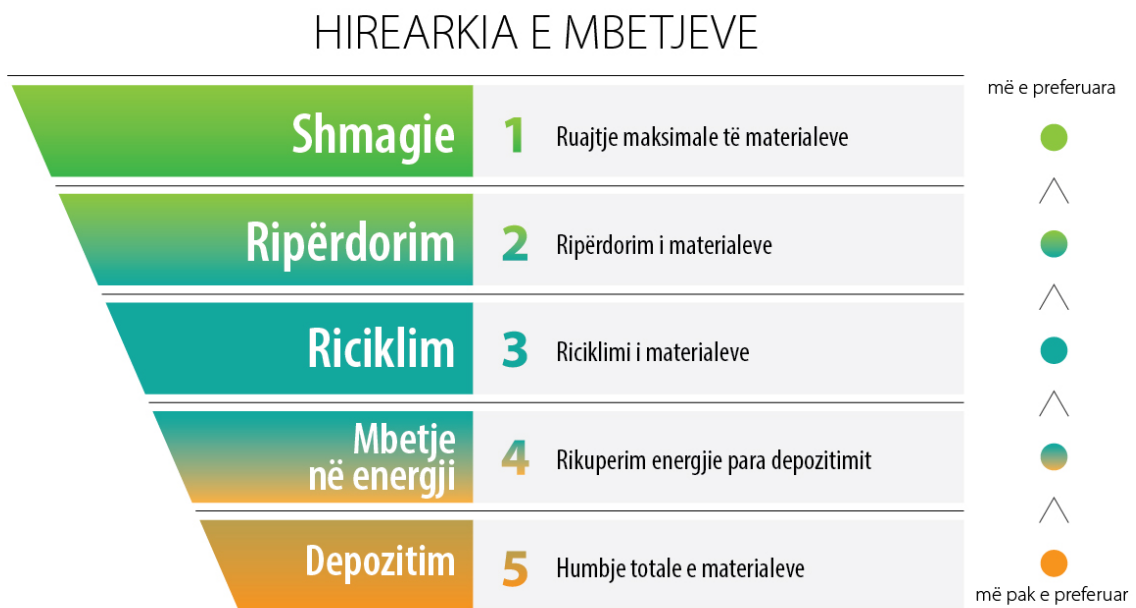 HIREARKIA E MBETJEVE
më e preferuara
Shmagie 1 Ruajtje maksimale të materialeve
Ripërdorim 2 Ripërdorim i materialeve
Riciklim 3 Riciklimi i materialeve
Mbetje
në energji 4 Rikuperim energjie para depozitimit
Depozitim 5 Humbje totale e materialeve
më pak e preferuar